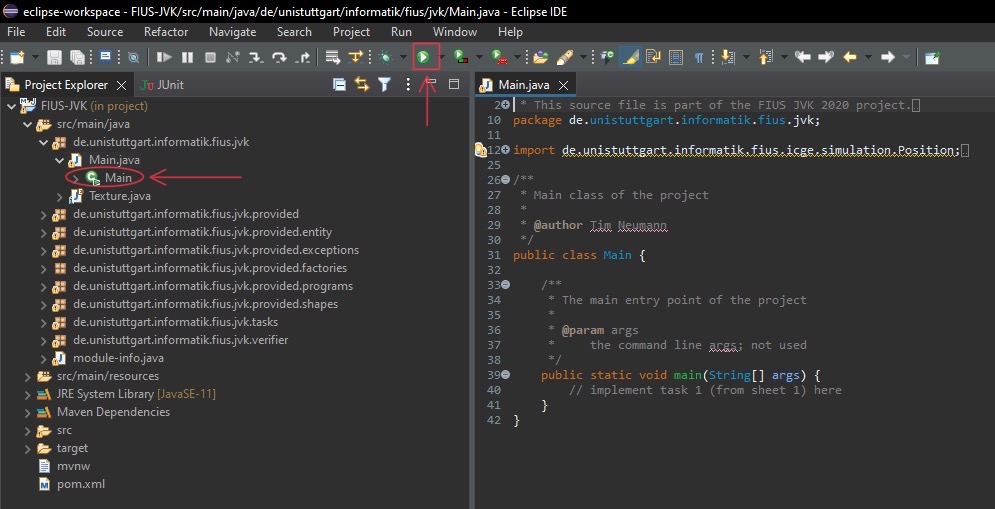 eclipse-workspace - FIUS-JVK/src/main/java/de/unistuttgart/informatik/fius/jvk/Main.java - Eclipse IDE
File Edit Source Refactor Navigate Search Project Run Window Help
Project Explorer JUnit
FIUS-JVK (in project)
src/main/java
de.unistuttgart.informatik.fius.jvk
Main.java
Main
Texture.java
de.unistuttgart.informatik.fius.jvk.provided
de.unistuttgart.informatik.fius.jvk.provided.entity
de.unistuttgart.informatik.fius.jvk.provided.exceptions
de.unistuttgart.informatik.fius.jvk.provided.factories
de.unistuttgart.informatik.fius.jvk.provided.programs
de.unistuttgart.informatik.fius.jvk.provided.shapes
de.unistuttgart.informatik.fius.jvk.tasks
de.unistuttgart.informatik.fius.jvk.verifier
module-info.java
src/main/resources
JRE System Library [JavaSE-11]
Maven Dependencies
src
target
mvnw
pom.xml
Main.java
2 * This source file is part of the FIUS JVK 2020 project.
10 package de.unistuttgart.informatik.fius.jvk;
11
12 import de.unistuttgart.informatik.fius.icge.simulation.Position;
25
26 /**
27 * Main class of the project
28 *
29 * @author Tim Neumann
30 */
31 public class Main {
32
33 /**
34 * The main entry point of the project
35 *
36 * @param args
37 * the command line args; not used
38 */
39 public static void main(String[] args) {
40 // implement task 1 (from sheet 1) here
41 }
42 }